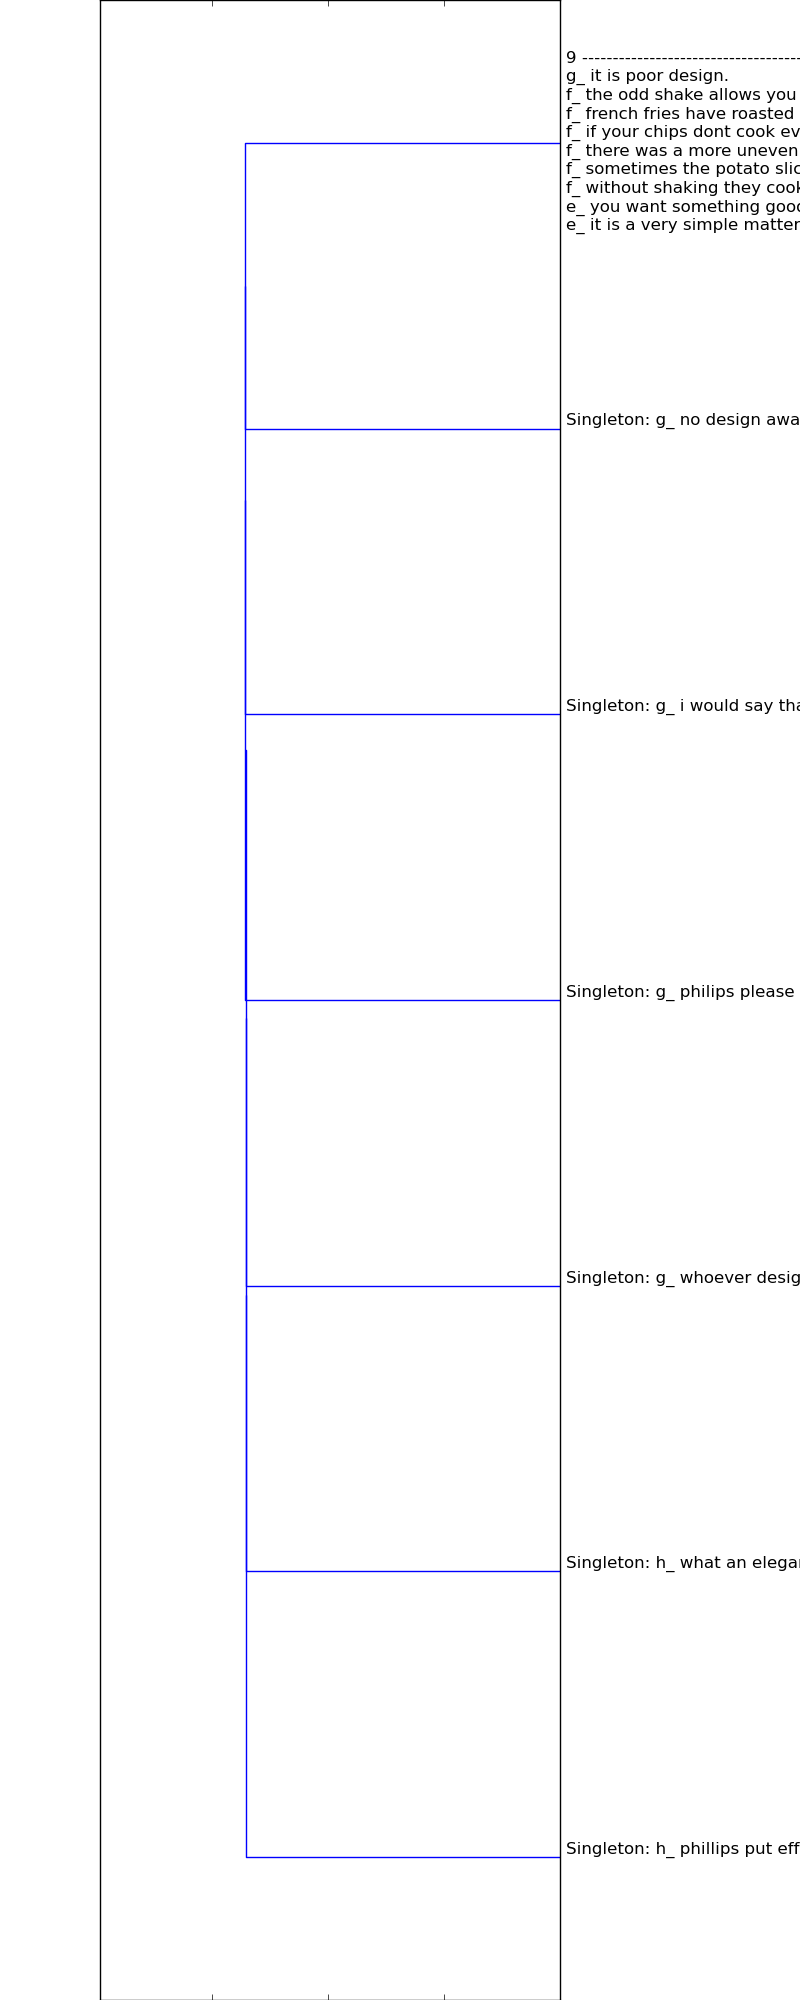 9 ------------------------------------
g_ it is poor design.
f_ the odd shake allows you
f_ french fries have roasted
f_ if your chips dont cook ev
f_ there was a more uneven
f_ sometimes the potato slic
f_ without shaking they cook
e_ you want something good
e_ it is a very simple matter
Singleton: g_ no design awa
Singleton: g_ i would say tha
Singleton: g_ philips please
Singleton: g_ whoever desig
Singleton: h_ what an elegan
Singleton: h_ phillips put eff